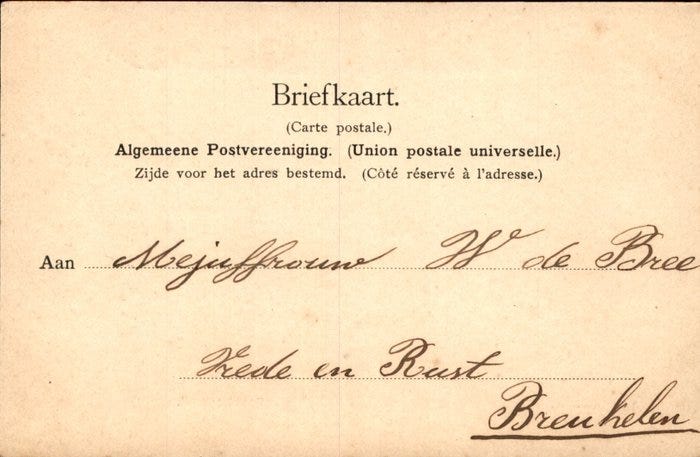 Briefkaart.
(Carte postale.)
Algemeene Postvereeniging. (Union postale universelle.)
Zijde voor het adres bestemd. (Côté réservé à l'adresse.)
Aan Mejuffrouw W de Bree
Vrede en Rust
Breukelen